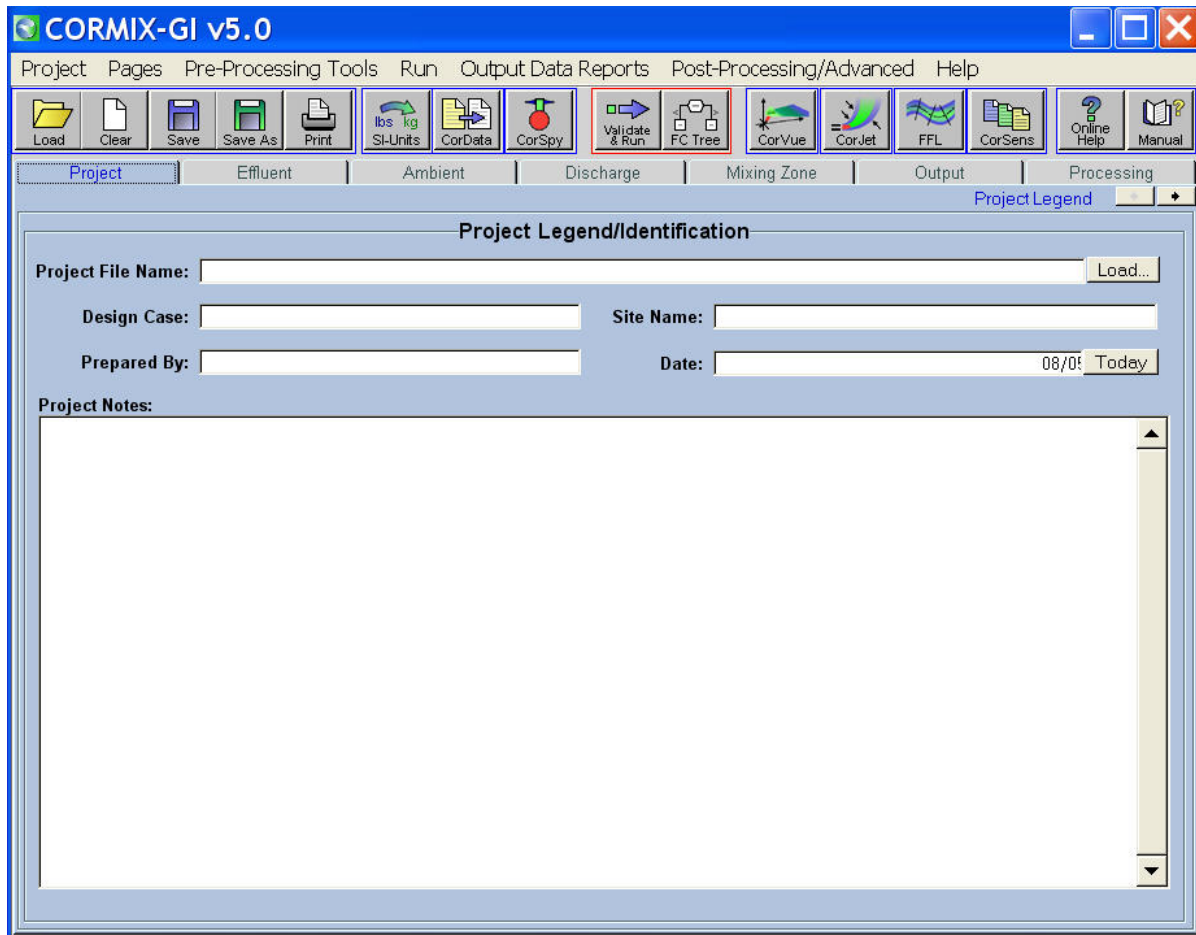 CORMIX-GI v5.0
Project Pages Pre-Processing Tools Run Output Data Reports Post-Processing/Advanced Help
Load Clear Save Save As Print lbs kg SI-Units CorData CorSpy Validate & Run FC Tree CorVue CorJet FFL CorSens ? Online Help ? Manual
Project Effluent Ambient Discharge Mixing Zone Output Processing
Project Legend
Project Legend/Identification
Project File Name: Load...
Design Case: Site Name:
Prepared By: Date: 08/05 Today
Project Notes: